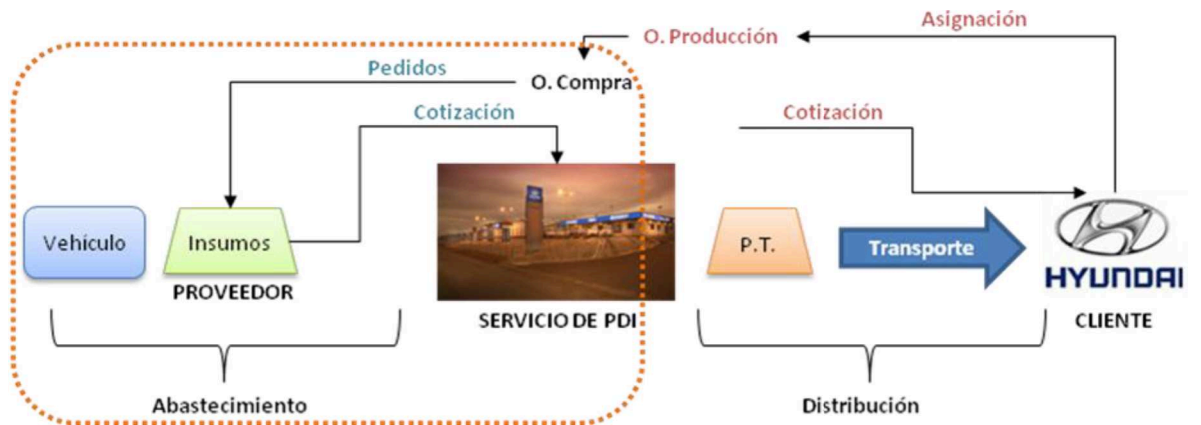 Asignación
O. Producción
Pedidos
O. Compra
Cotización
Cotización
Vehículo
Insumos
P.T.
Transporte
HYUNDAI
PROVEEDOR
SERVICIO DE PDI
CLIENTE
Abastecimiento
Distribución